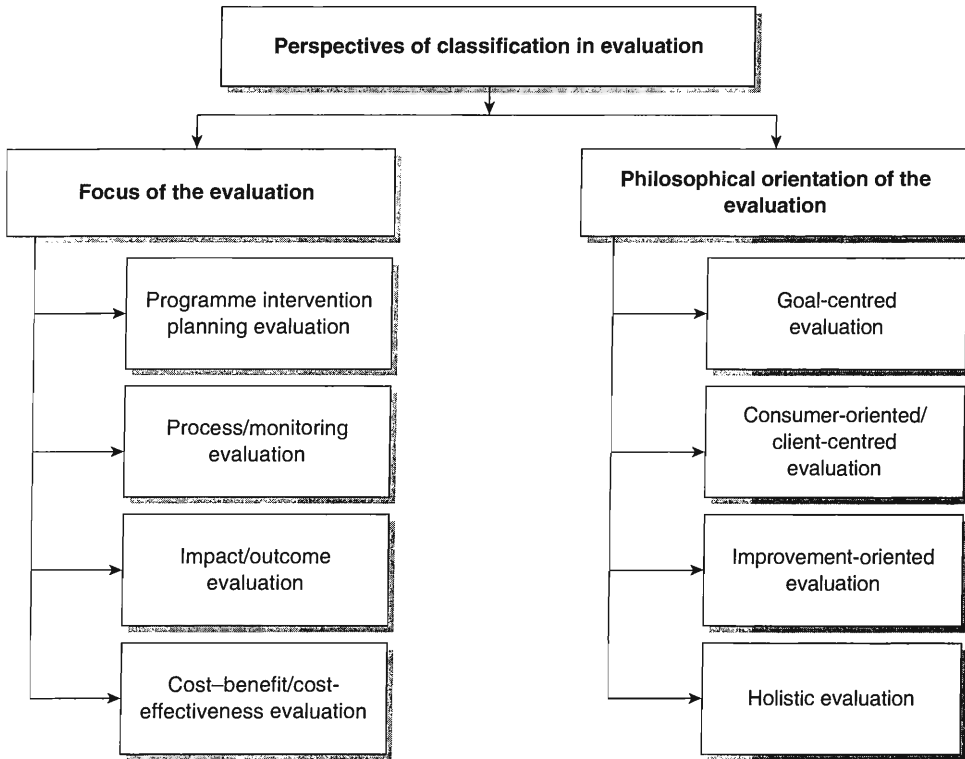 Perspectives of classification in evaluation
Focus of the evaluation
Programme intervention
planning evaluation
Process/monitoring
evaluation
Impact/outcome
evaluation
Cost–benefit/cost-
effectiveness evaluation
Philosophical orientation of the
evaluation
Goal-centred
evaluation
Consumer-oriented/
client-centred
evaluation
Improvement-oriented
evaluation
Holistic evaluation